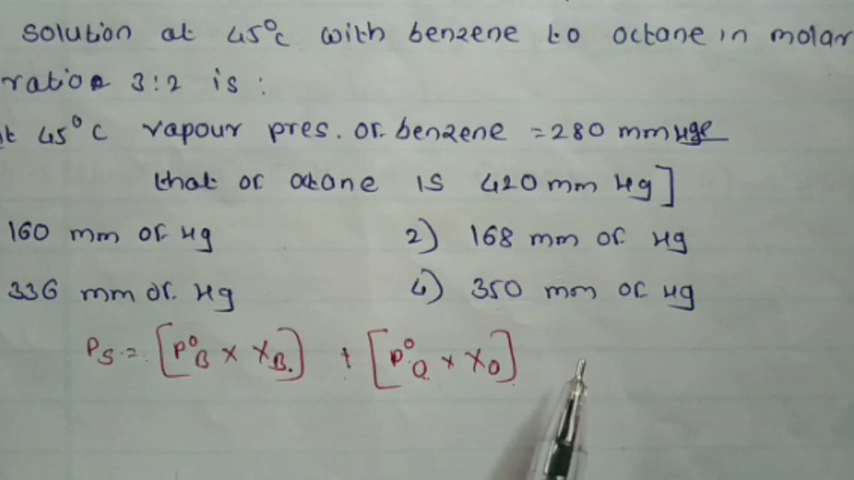 solution at 45°c with benzene to octane in molar
ratio 3:2 is :
at 45°c vapour pres. of benzene = 280 mm Hg
that of octane is 420 mm Hg]
160 mm of Hg 2) 168 mm of Hg
336 mm of. Hg 4) 350 mm of Hg
Ps = [P°B × XB.] + [P°O × XO]